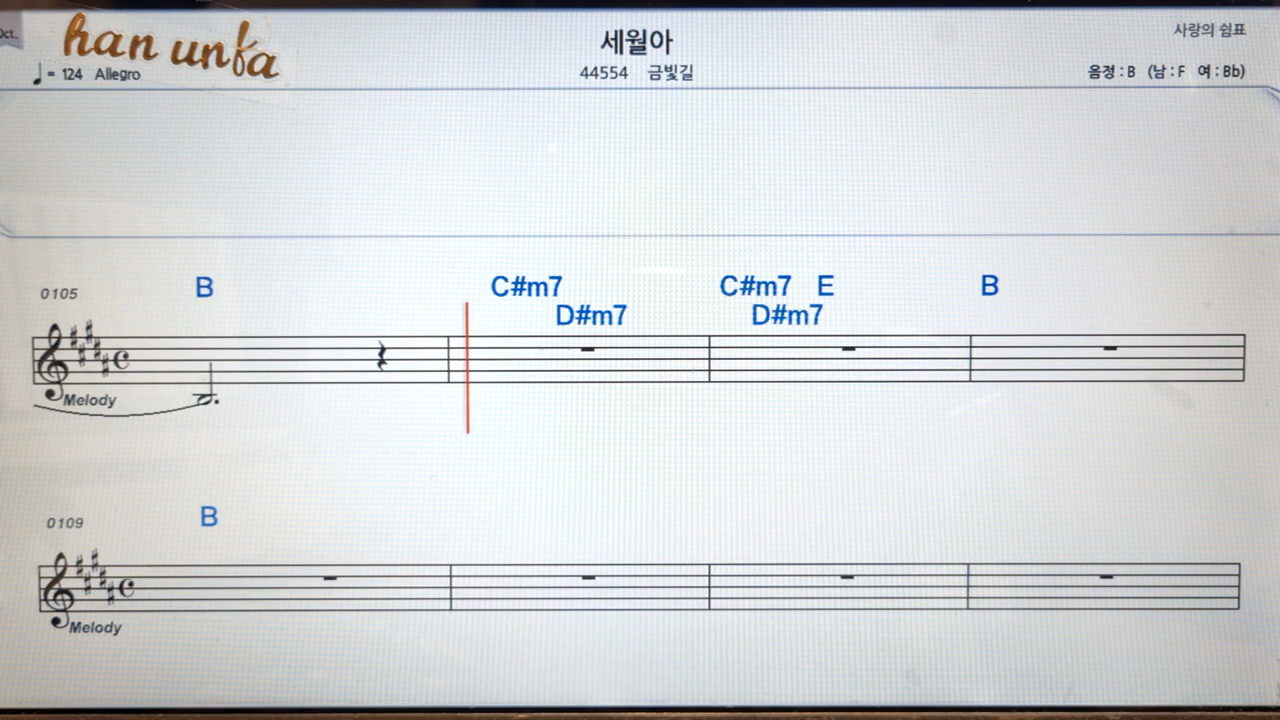 Oct.
han unfa
세월아
사랑의 쉼표
= 124 Allegro
44554 금빛길
음정 : B (남 : F 여 : Bb)
0105
B
C#m7
D#m7
C#m7 E
D#m7
B
Melody
0109
B
Melody